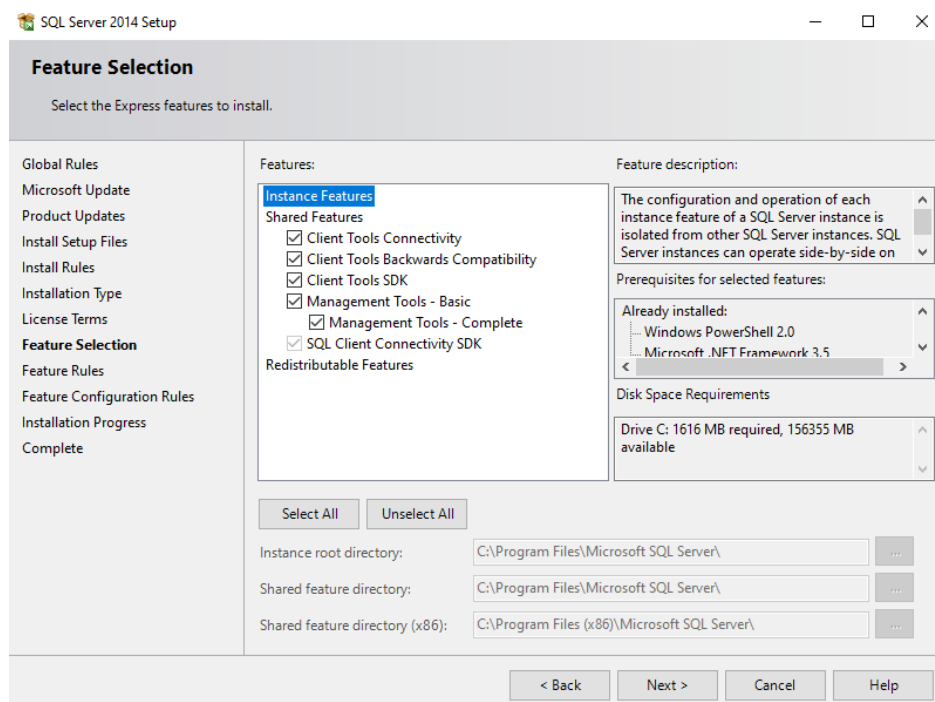 SQL Server 2014 Setup
Feature Selection
Select the Express features to install.
Global Rules
Microsoft Update
Product Updates
Install Setup Files
Install Rules
Installation Type
License Terms
Feature Selection
Feature Rules
Feature Configuration Rules
Installation Progress
Complete
Features:
Instance Features
Shared Features
Client Tools Connectivity
Client Tools Backwards Compatibility
Client Tools SDK
Management Tools - Basic
Management Tools - Complete
SQL Client Connectivity SDK
Redistributable Features
Feature description:
The configuration and operation of each
instance feature of a SQL Server instance is
isolated from other SQL Server instances. SQL
Server instances can operate side-by-side on
Prerequisites for selected features:
Already installed:
Windows PowerShell 2.0
Microsoft .NET Framework 3.5
Disk Space Requirements
Drive C: 1616 MB required, 156355 MB
available
Select All
Unselect All
Instance root directory:
C:\Program Files\Microsoft SQL Server\
...
Shared feature directory:
C:\Program Files\Microsoft SQL Server\
...
Shared feature directory (x86):
C:\Program Files (x86)\Microsoft SQL Server\
...
< Back
Next >
Cancel
Help